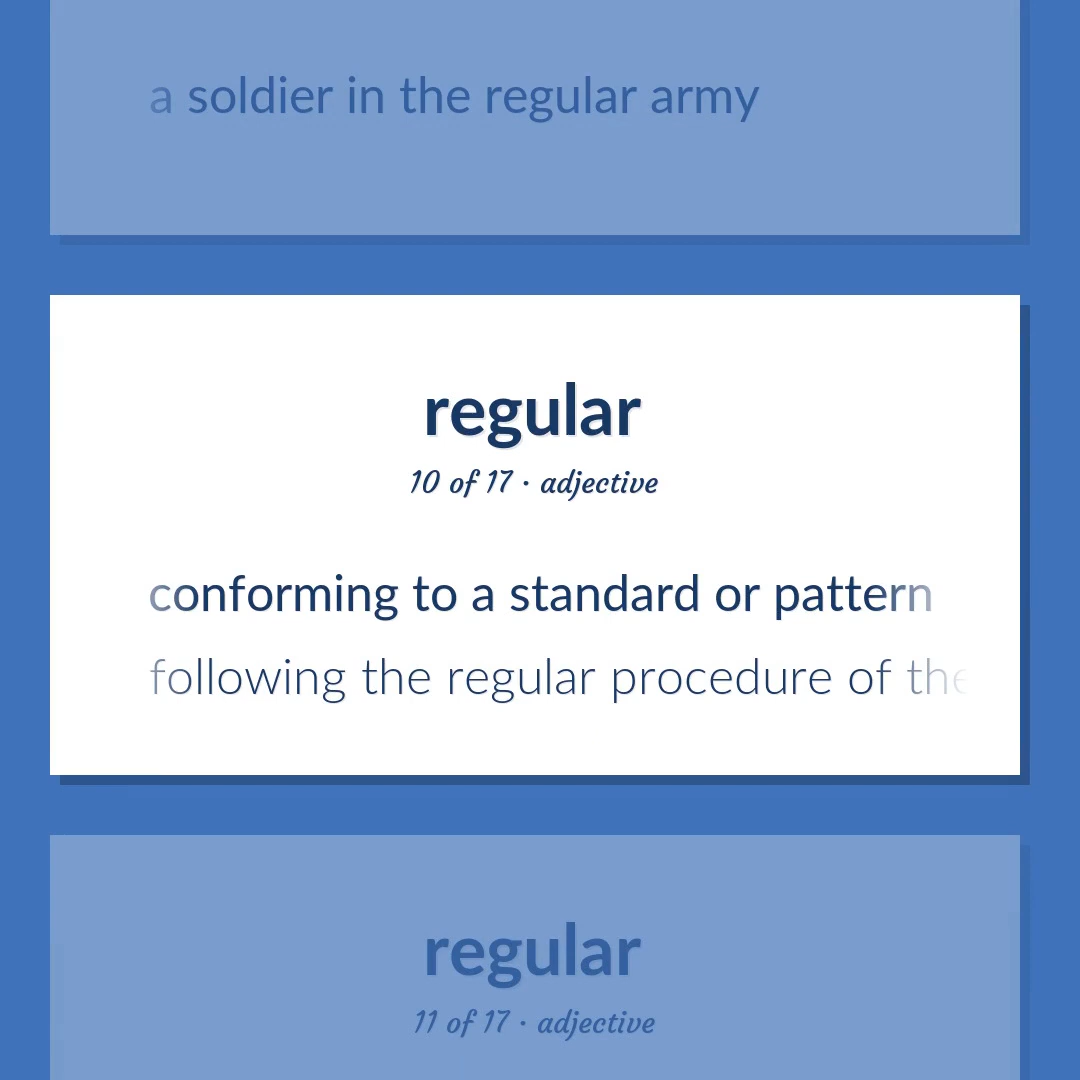 a soldier in the regular army
regular
10 of 17 · adjective
conforming to a standard or pattern
following the regular procedure of the
regular
11 of 17 · adjective